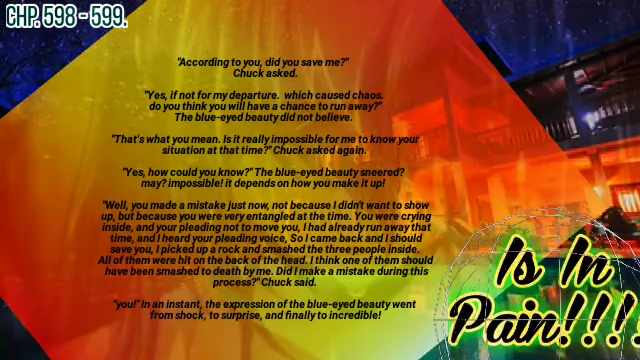 CHP. 598 - 599.
"According to you, did you save me?"
Chuck asked.
"Yes, if not for my departure. which caused chaos.
do you think you will have a chance to run away?"
The blue-eyed beauty did not believe.
"That's what you mean. Is it really impossible for me to know your
situation at that time?" Chuck asked again.
"Yes, how could you know?" The blue-eyed beauty sneered?
may? impossible! it depends on how you make it up!
"Well, you made a mistake just now, not because I didn't want to show
up, but because you were very entangled at the time. You were crying
inside, and your pleading not to move you, I had already run away that
time, and I heard your pleading voice, So I came back and I should
save you, I picked up a rock and smashed the three people inside.
All of them were hit on the back of the head. I think one of them should
have been smashed to death by me. Did I make a mistake during this
process?" Chuck said.
"you!" In an instant, the expression of the blue-eyed beauty went
from shock, to surprise, and finally to incredible!
Is In
Pain!!!!